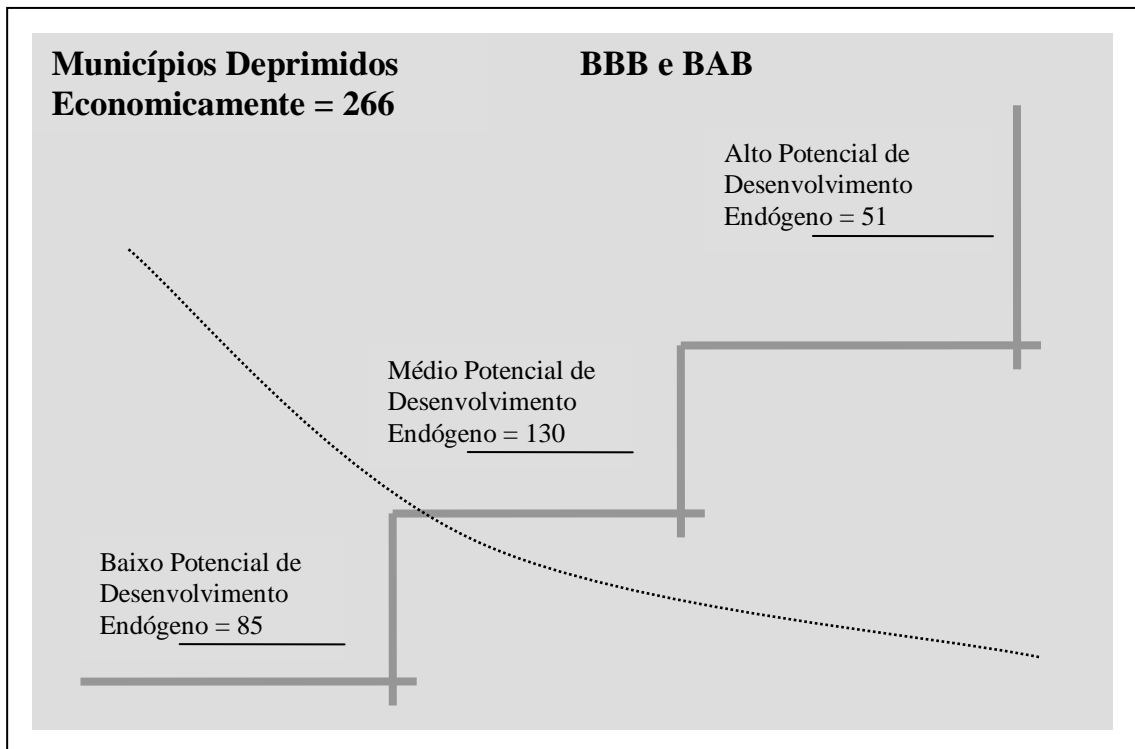 Municípios Deprimidos
Economicamente = 266
BBB e BAB
Alto Potencial de
Desenvolvimento
Endógeno = 51
Médio Potencial de
Desenvolvimento
Endógeno = 130
Baixo Potencial de
Desenvolvimento
Endógeno = 85